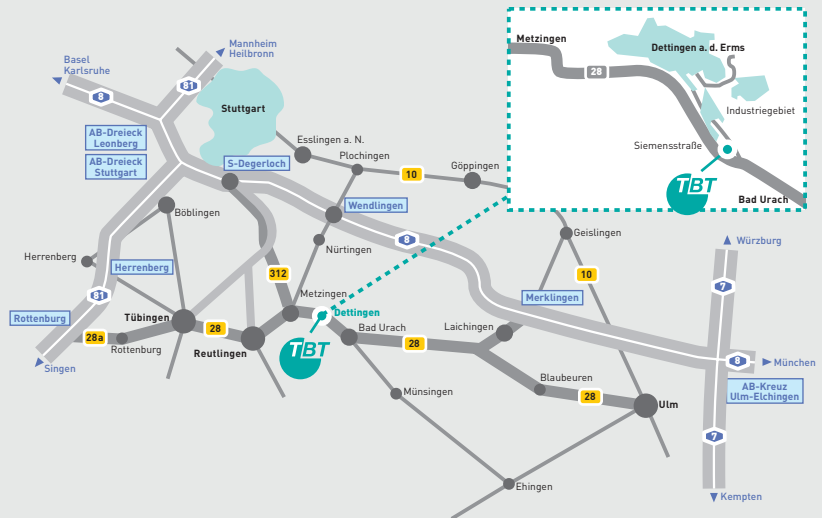 Mannheim
Heilbronn
Basel
Karlsruhe
8
81
Stuttgart
AB-Dreieck
Leonberg
AB-Dreieck
Stuttgart
S-Degerloch
Esslingen a. N.
Plochingen
10
Göppingen
Metzingen
Dettingen a. d. Erms
28
Industriegebiet
Siemensstraße
TBT
Bad Urach
Böblingen
Wendlingen
8
Nürtingen
Geislingen
Würzburg
Herrenberg
Herrenberg
312
10
7
81
Metzingen
Merklingen
Rottenburg
Tübingen
28
Dettingen
28a
Rottenburg
Reutlingen
TBT
Bad Urach
28
Laichingen
8
München
Singen
Münsingen
Blaubeuren
28
Ulm
AB-Kreuz
Ulm-Elchingen
7
Ehingen
Kempten